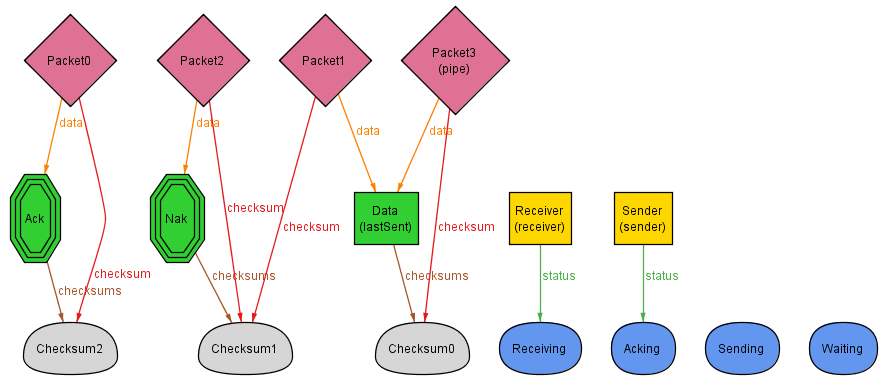 Packet0
Packet2
Packet1
Packet3
(pipe)
data
data
data
data
Ack
Nak
Data
(lastSent)
Receiver
(receiver)
Sender
(sender)
checksum
checksum
checksum
checksum
checksums
checksums
checksums
status
status
Checksum2
Checksum1
Checksum0
Receiving
Acking
Sending
Waiting